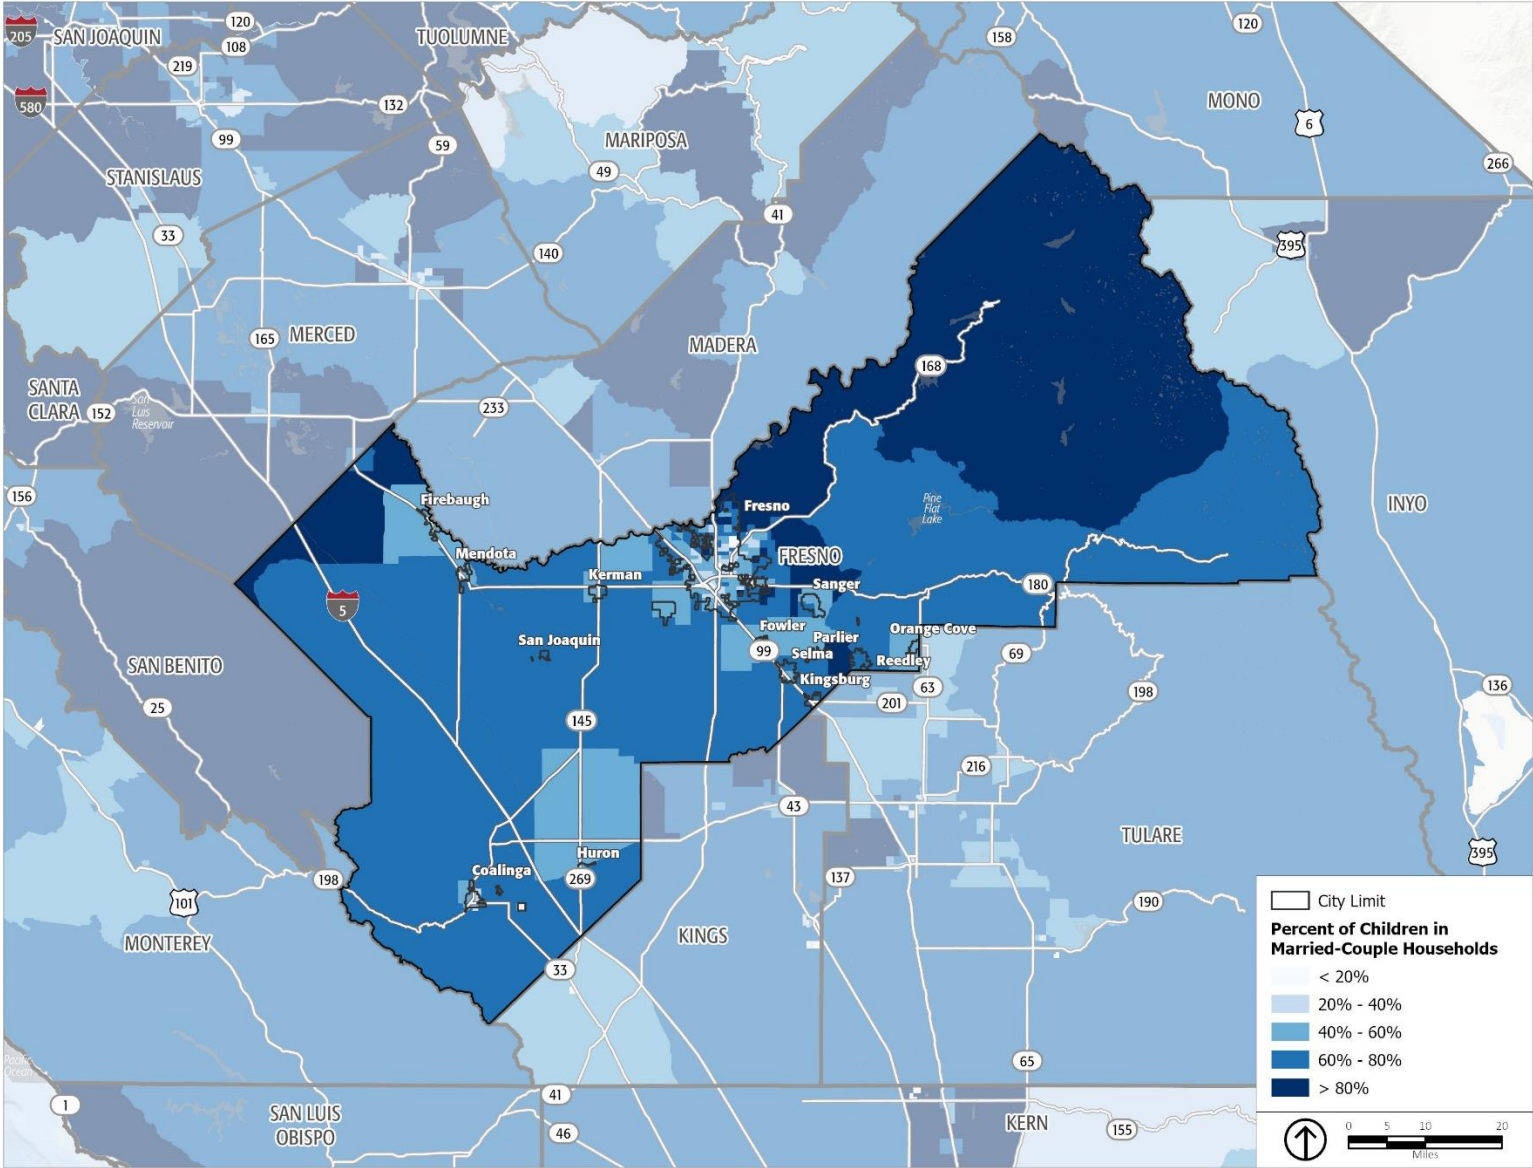 205
SAN JOAQUIN
120
108
219
TUOLUMNE
158
120
580
132
MONO
6
99
59
MARIPOSA
266
STANISLAUS
49
33
41
140
395
165
MERCED
MADERA
168
SANTA
CLARA
152
San
Luis
Reservoir
233
156
Firebaugh
Fresno
Pine
Flat
Lake
INYO
Mendota
FRESNO
Kerman
Sanger
180
5
Fowler
Orange Cove
San Joaquin
Parlier
99
Selma
Reedley
69
SAN BENITO
Kingsburg
63
198
136
25
201
145
216
43
TULARE
Huron
Coalinga
395
198
269
137
101
190
MONTEREY
KINGS
33
Pacific
Ocean
65
1
41
SAN LUIS
OBISPO
46
KERN
155
City Limit
Percent of Children in
Married-Couple Households
< 20%
20% - 40%
40% - 60%
60% - 80%
> 80%
0 5 10 20
Miles